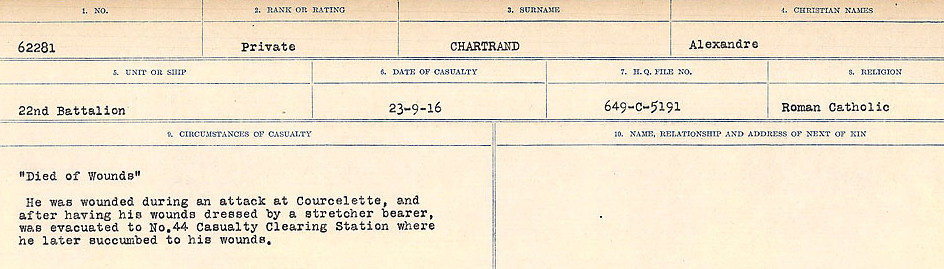 1. NO. 2. RANK OR RATING 3. SURNAME 4. CHRISTIAN NAMES
62281 Private CHARTRAND Alexandre
5. UNIT OR SHIP 6. DATE OF CASUALTY 7. H.Q. FILE NO. 8. RELIGION
22nd Battalion 23-9-16 649-C-5191 Roman Catholic
9. CIRCUMSTANCES OF CASUALTY 10. NAME, RELATIONSHIP AND ADDRESS OF NEXT OF KIN
"Died of Wounds"
He was wounded during an attack at Courcelette, and
after having his wounds dressed by a stretcher bearer,
was evacuated to No.44 Casualty Clearing Station where
he later succumbed to his wounds.